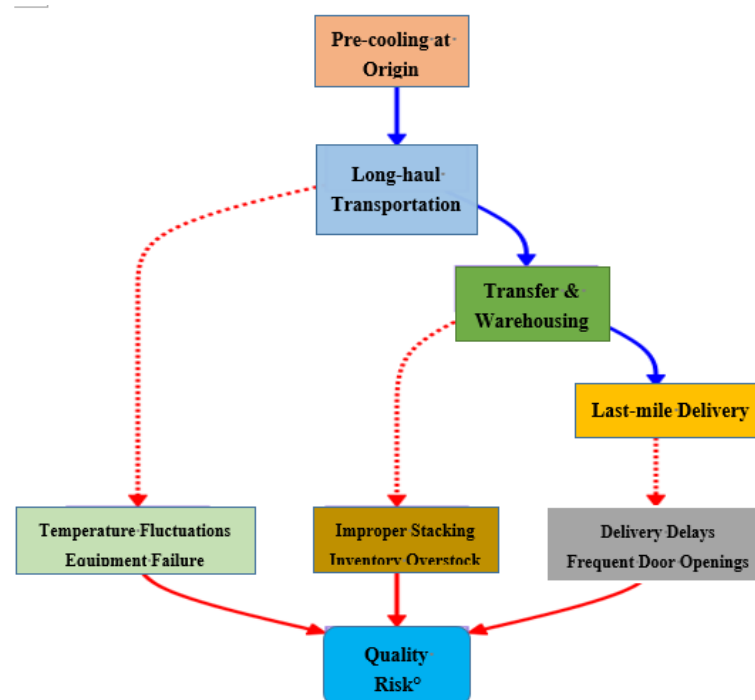 Pre-cooling at
Origin
Long-haul
Transportation
Transfer &
Warehousing
Last-mile Delivery
Temperature Fluctuations
Equipment Failure
Improper Stacking
Inventory Overstock
Delivery Delays
Frequent Door Openings
Quality
Risk°